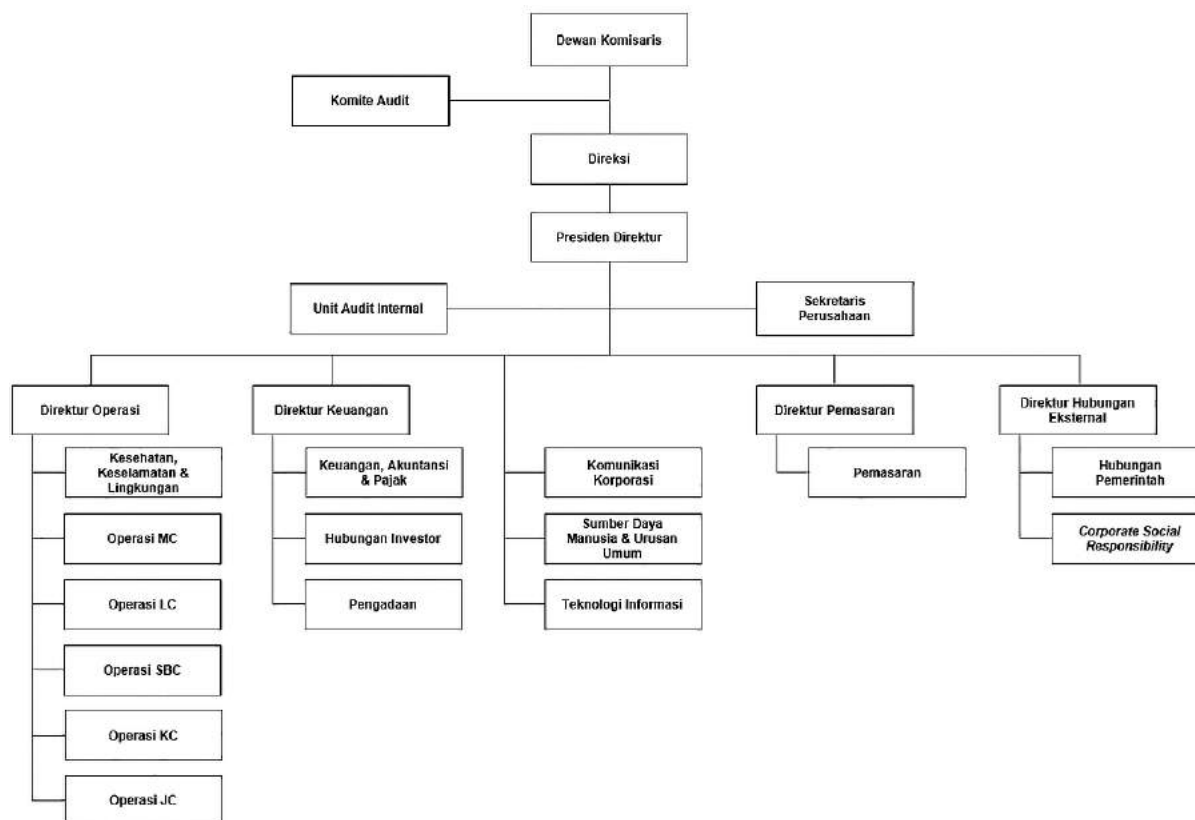 Dewan Komisaris
Komite Audit
Direksi
Presiden Direktur
Unit Audit Internal
Sekretaris
Perusahaan
Direktur Operasi
Direktur Keuangan
Direktur Pemasaran
Direktur Hubungan
Eksternal
Kesehatan,
Keselamatan &
Lingkungan
Operasi MC
Operasi LC
Operasi SBC
Operasi KC
Operasi JC
Keuangan, Akuntansi
& Pajak
Hubungan Investor
Pengadaan
Komunikasi
Korporasi
Sumber Daya
Manusia & Urusan
Umum
Teknologi Informasi
Pemasaran
Hubungan
Pemerintah
Corporate Social
Responsibility